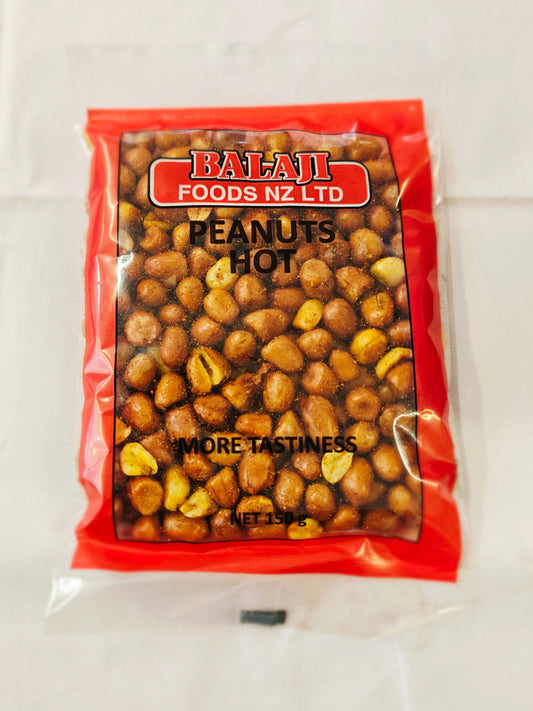 BALAJI
FOODS NZ LTD
PEANUTS
HOT
MORE TASTINESS
NET 150 g